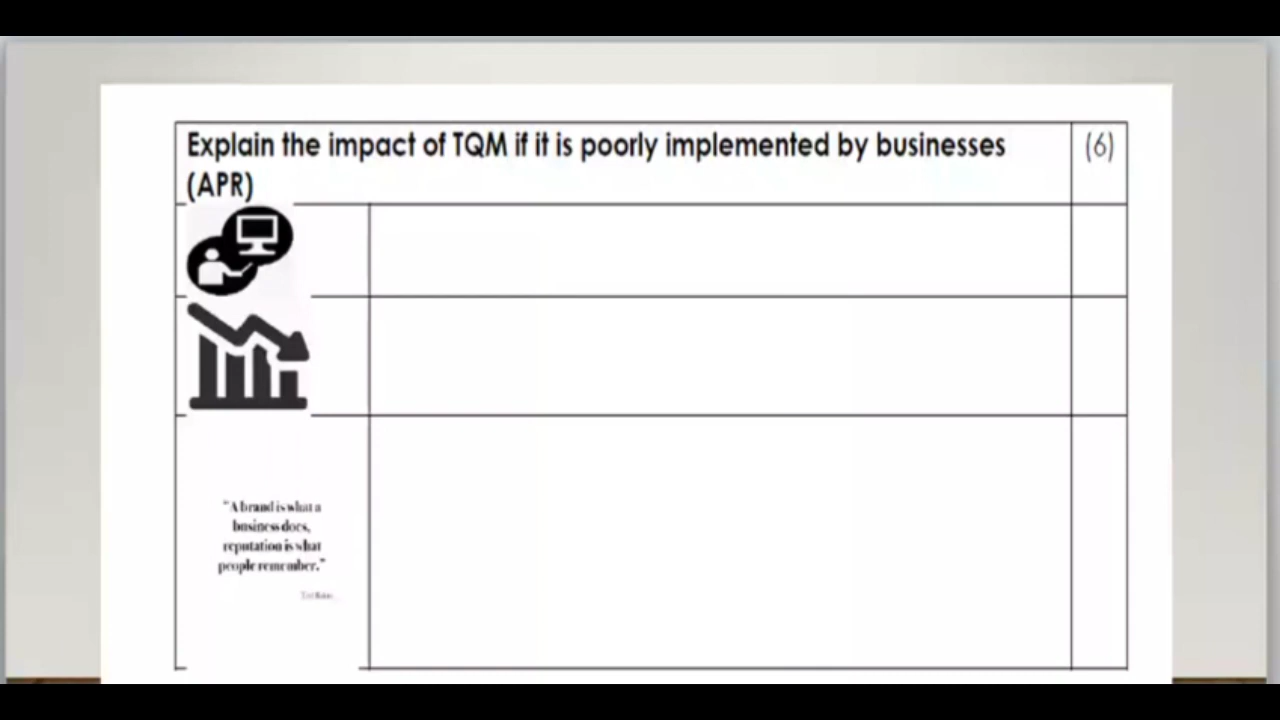 Explain the impact of TQM if it is poorly implemented by businesses
(APR)
(6)
"A brand is what a
business does,
reputation is what
people remember."